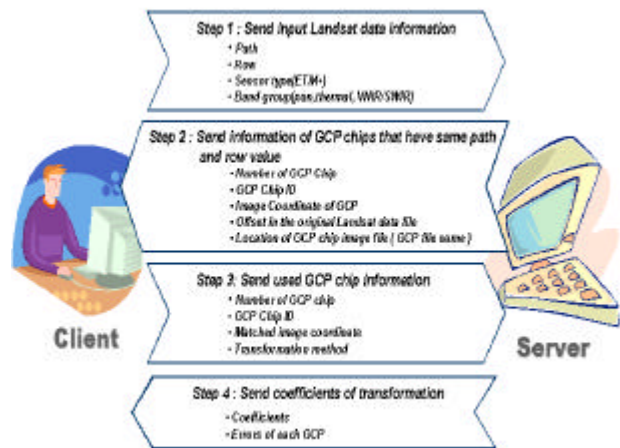 Step 1 : Send Input Landsat data information
• Path
• Row
• Sensor type(ETM+)
• Band group(pan,thermal, VNIR/SWIR)
Step 2 : Send information of GCP chips that have same path
and row value
• Number of GCP Chip
• GCP Chip ID
• Image Coordinate of GCP
• Offset in the original Landsat data file
• Location of GCP chip image file ( GCP file name )
Step 3: Send used GCP chip information
• Number of GCP chip
• GCP Chip ID
• Matched image coordinate
• Transformation method
Client
Server
Step 4 : Send coefficients of transformation
• Coefficients
• Errors of each GCP